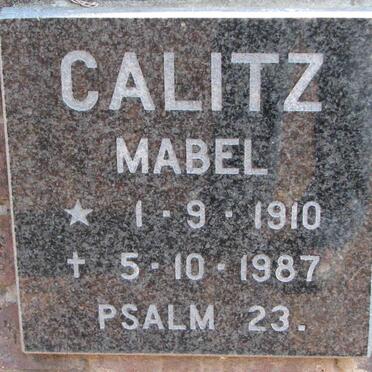 CALITZ
MABEL
★ 1 · 9 · 1910
✝ 5 · 10 · 1987
PSALM 23.